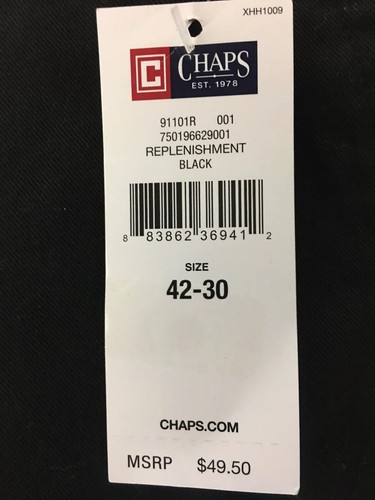 XHH1009
C CHAPS
EST. 1978
91101R 001
750196629001
REPLENISHMENT
BLACK
8 83862 36941 2
SIZE
42-30
CHAPS.COM
MSRP $49.50